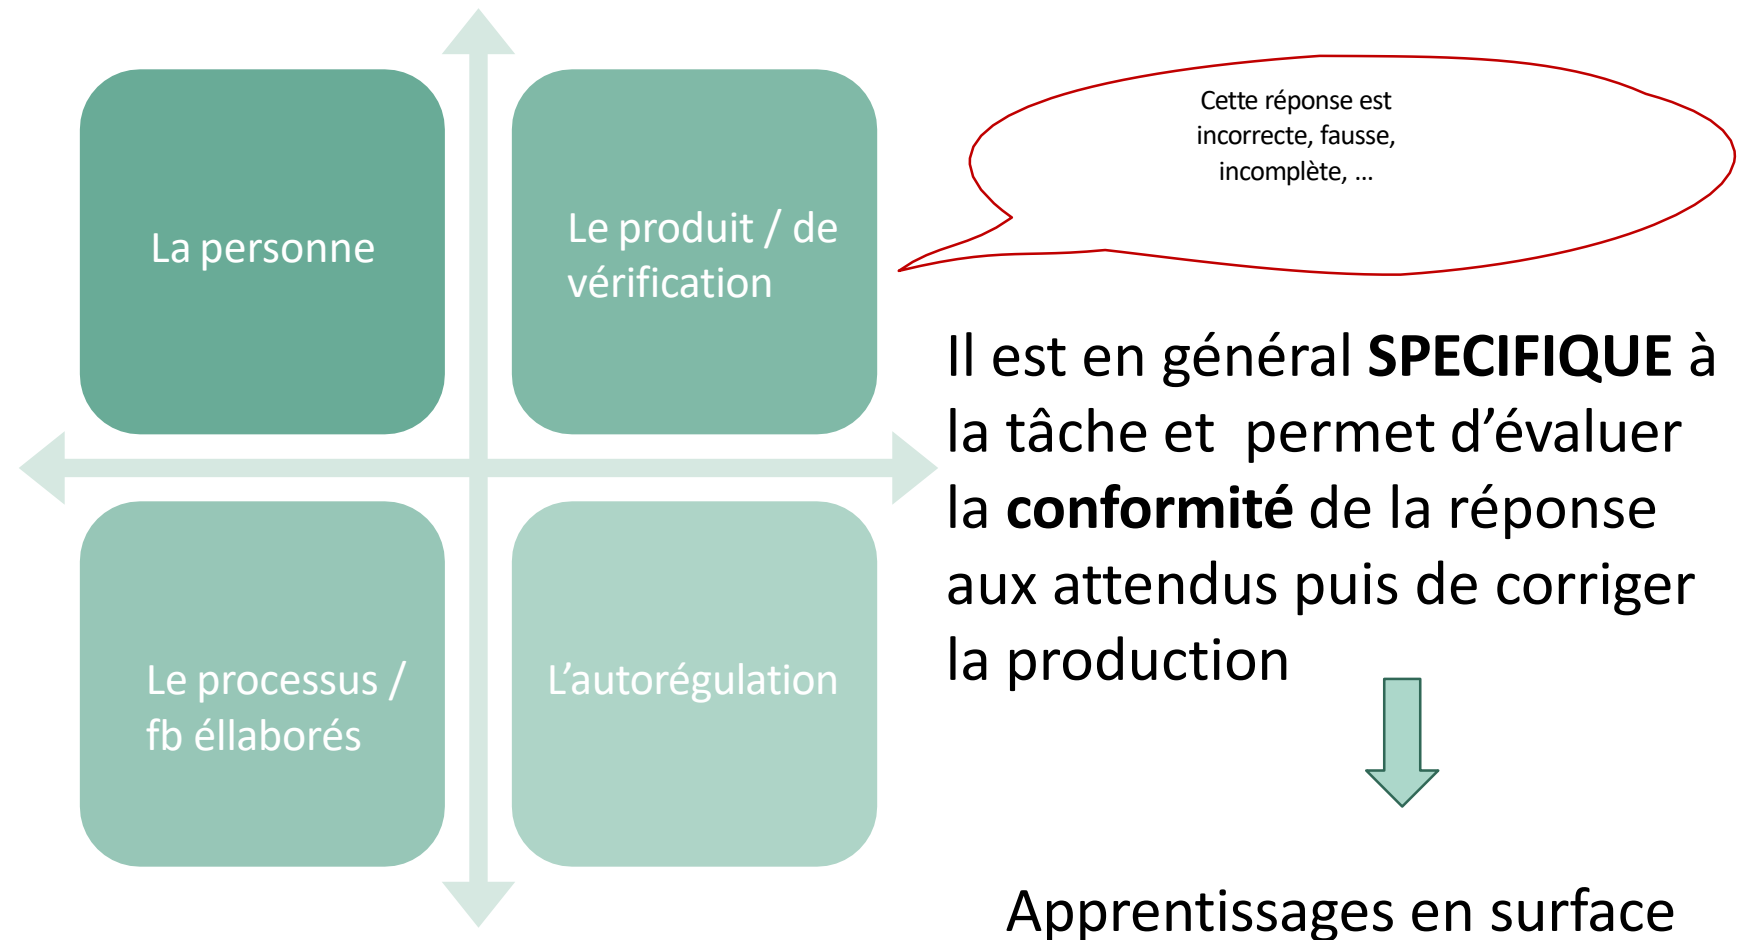 La personne
Le produit / de
vérification
Le processus /
fb éllaborés
L’autorégulation
Cette réponse est
incorrecte, fausse,
incomplète, ...
Il est en général SPECIFIQUE à
la tâche et permet d’évaluer
la conformité de la réponse
aux attendus puis de corriger
la production
Apprentissages en surface